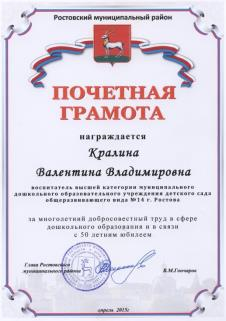 Ростовский муниципальный район
ПОЧЕТНАЯ
ГРАМОТА
награждается
Кралина
Валентина Владимировна
воспитатель высшей категории муниципального
дошкольного образовательного учреждения детского сада
общеразвивающего вида №14 г. Ростова
за многолетний добросовестный труд в сфере
дошкольного образования и в связи
с 50 летним юбилеем
Глава Ростовского
муниципального района
В.М.Гончаров
апрель 2015г